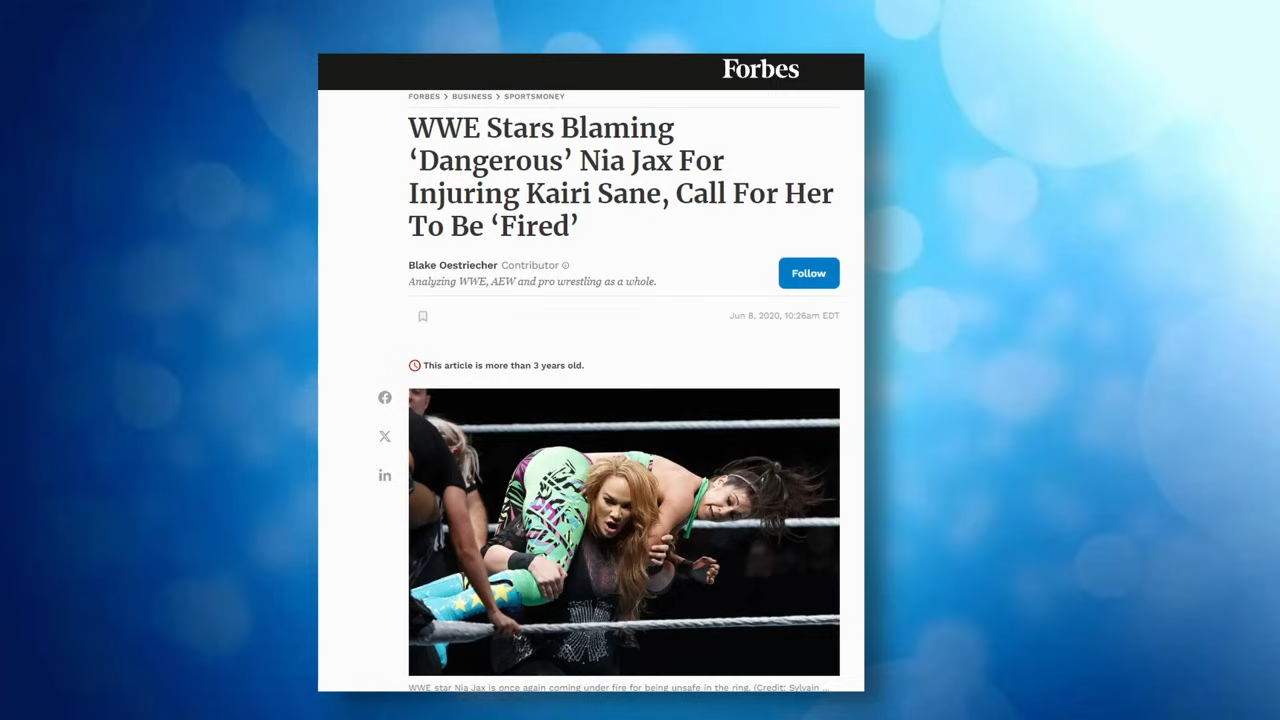 Forbes
FORBES > BUSINESS > SPORTSMONEY
WWE Stars Blaming
‘Dangerous’ Nia Jax For
Injuring Kairi Sane, Call For Her
To Be ‘Fired’
Blake Oestriecher Contributor
Analyzing WWE, AEW and pro wrestling as a whole.
Follow
Jun 8, 2020, 10:26am EDT
This article is more than 3 years old.
WWE star Nia Jax is once again coming under fire for being unsafe in the ring. (Credit: Sylvain ...